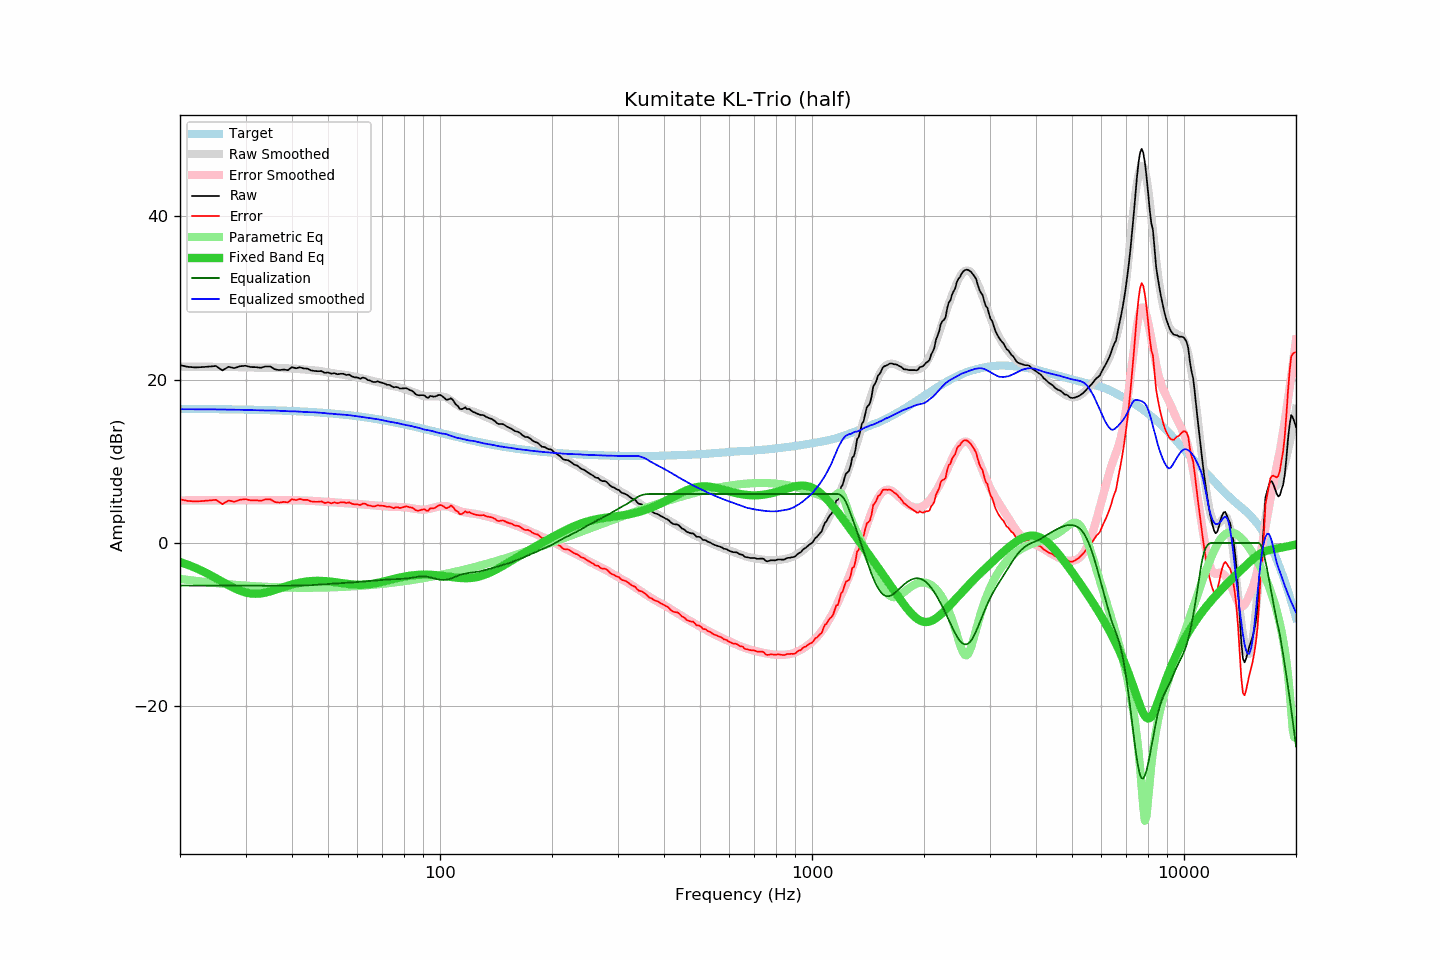 Kumitate KL-Trio (half)
Target
Raw Smoothed
Error Smoothed
Raw
Error
Parametric Eq
Fixed Band Eq
Equalization
Equalized smoothed
Amplitude (dBr)
40
20
0
−20
100
1000
10000
Frequency (Hz)